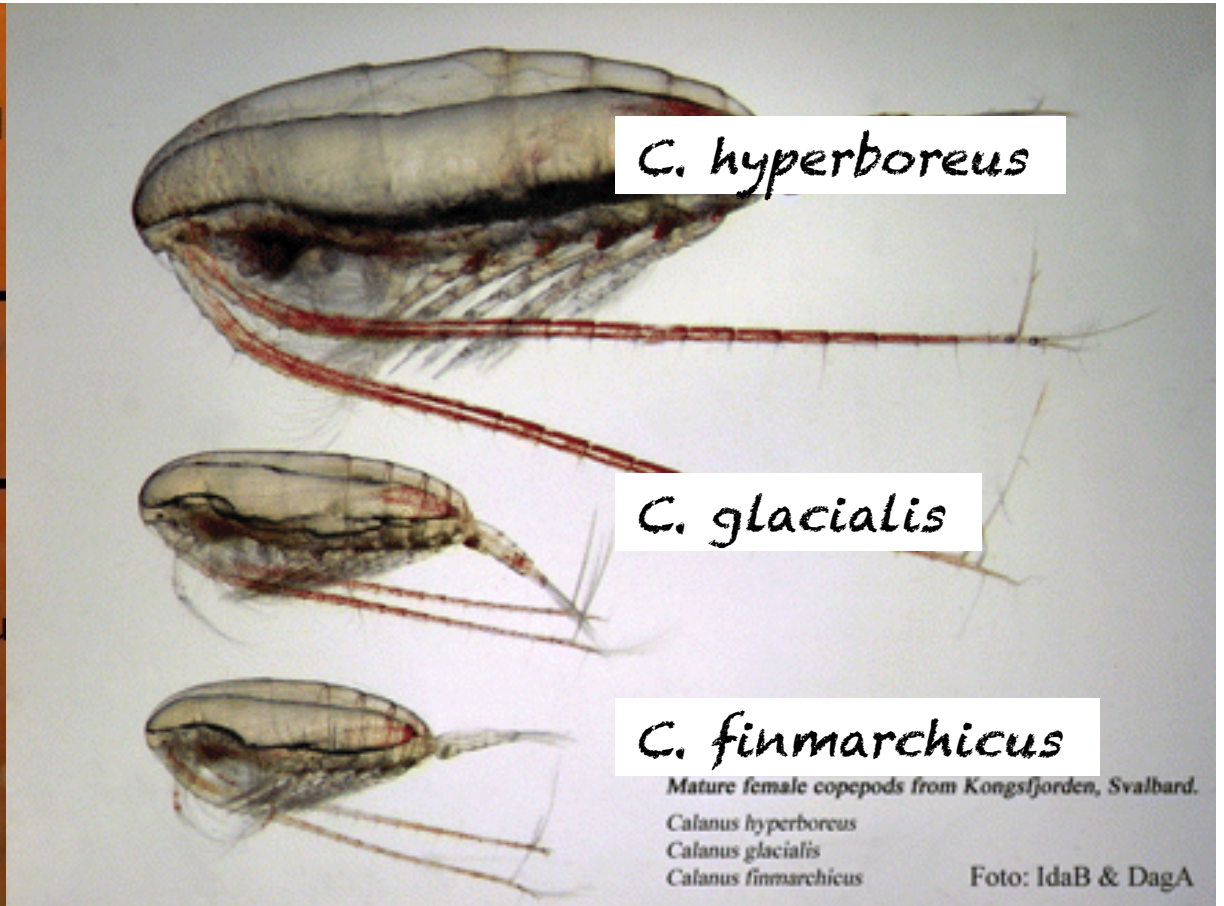 C. hyperboreus
C. glacialis
C. finmarchicus
Mature female copepods from Kongsfjorden, Svalbard.
Calanus hyperboreus
Calanus glacialis
Calanus finmarchicus
Foto: IdaB & DagA